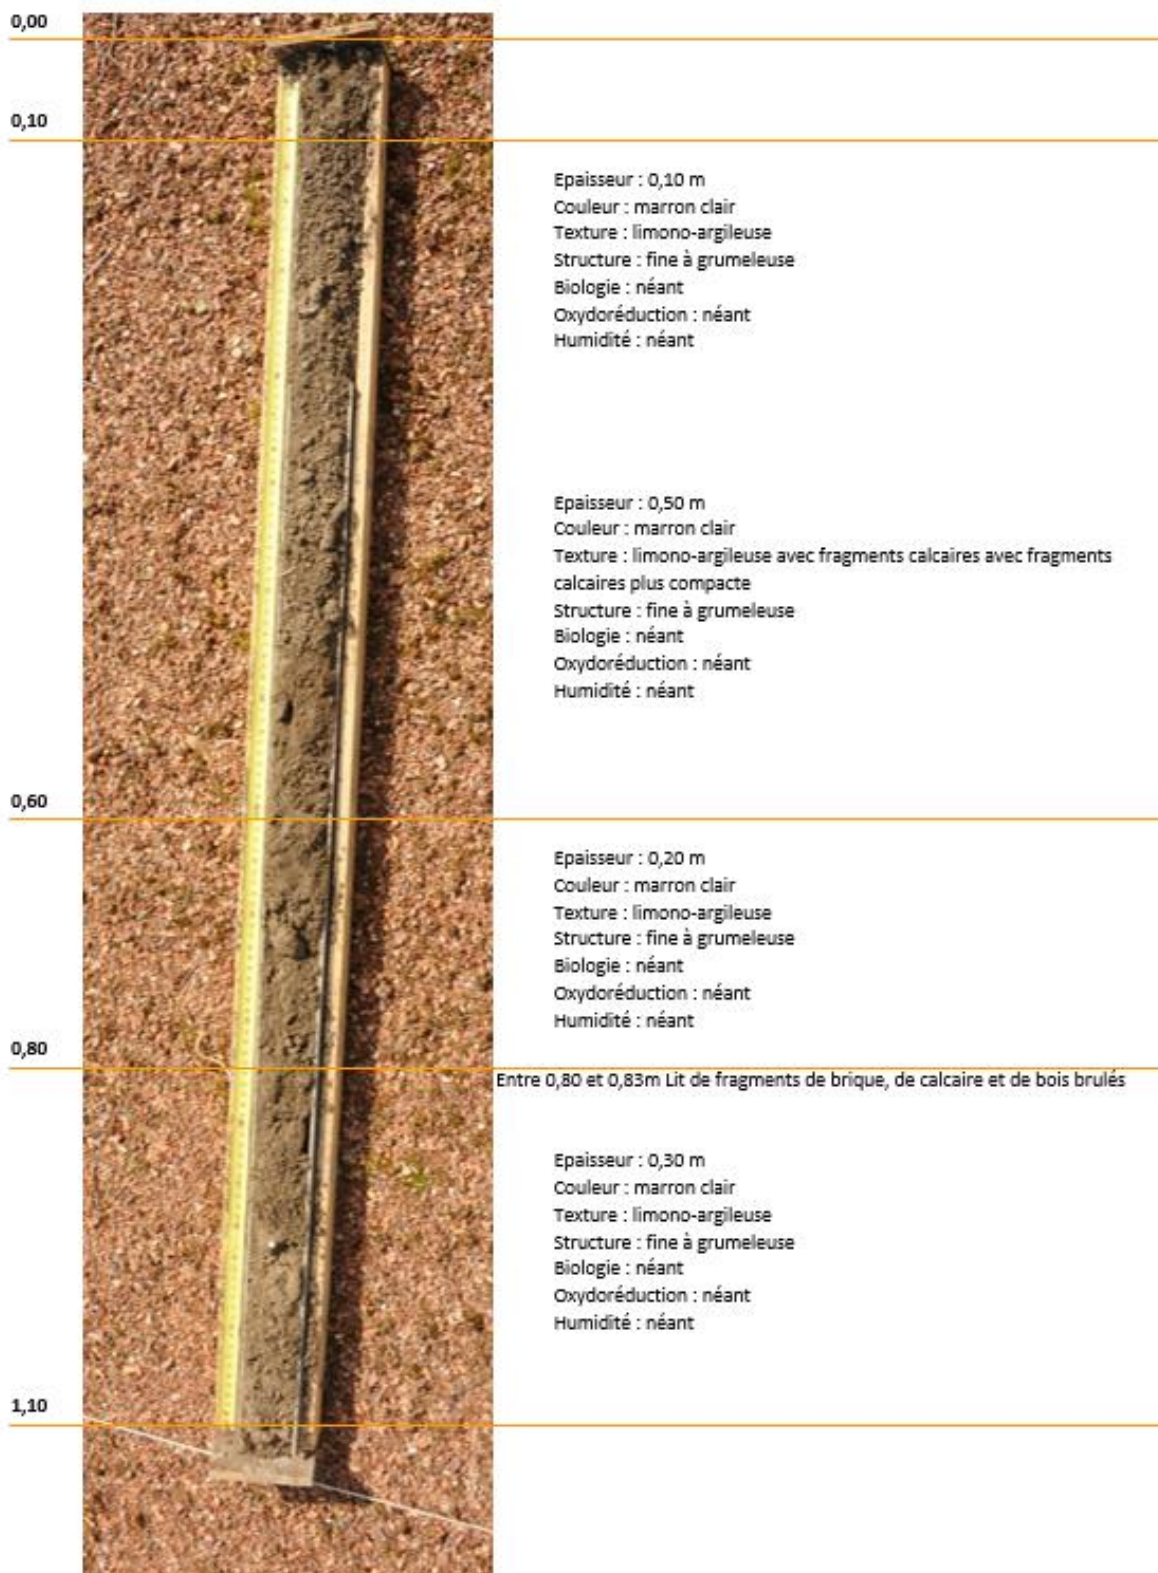 0,00
0,10
Epaisseur : 0,10 m
Couleur : marron clair
Texture : limono-argileuse
Structure : fine à grumeleuse
Biologie : néant
Oxydoréduction : néant
Humidité : néant
Epaisseur : 0,50 m
Couleur : marron clair
Texture : limono-argileuse avec fragments calcaires avec fragments
calcaires plus compacte
Structure : fine à grumeleuse
Biologie : néant
Oxydoréduction : néant
Humidité : néant
0,60
Epaisseur : 0,20 m
Couleur : marron clair
Texture : limono-argileuse
Structure : fine à grumeleuse
Biologie : néant
Oxydoréduction : néant
Humidité : néant
0,80
Entre 0,80 et 0,83m Lit de fragments de brique, de calcaire et de bois brulés
Epaisseur : 0,30 m
Couleur : marron clair
Texture : limono-argileuse
Structure : fine à grumeleuse
Biologie : néant
Oxydoréduction : néant
Humidité : néant
1,10